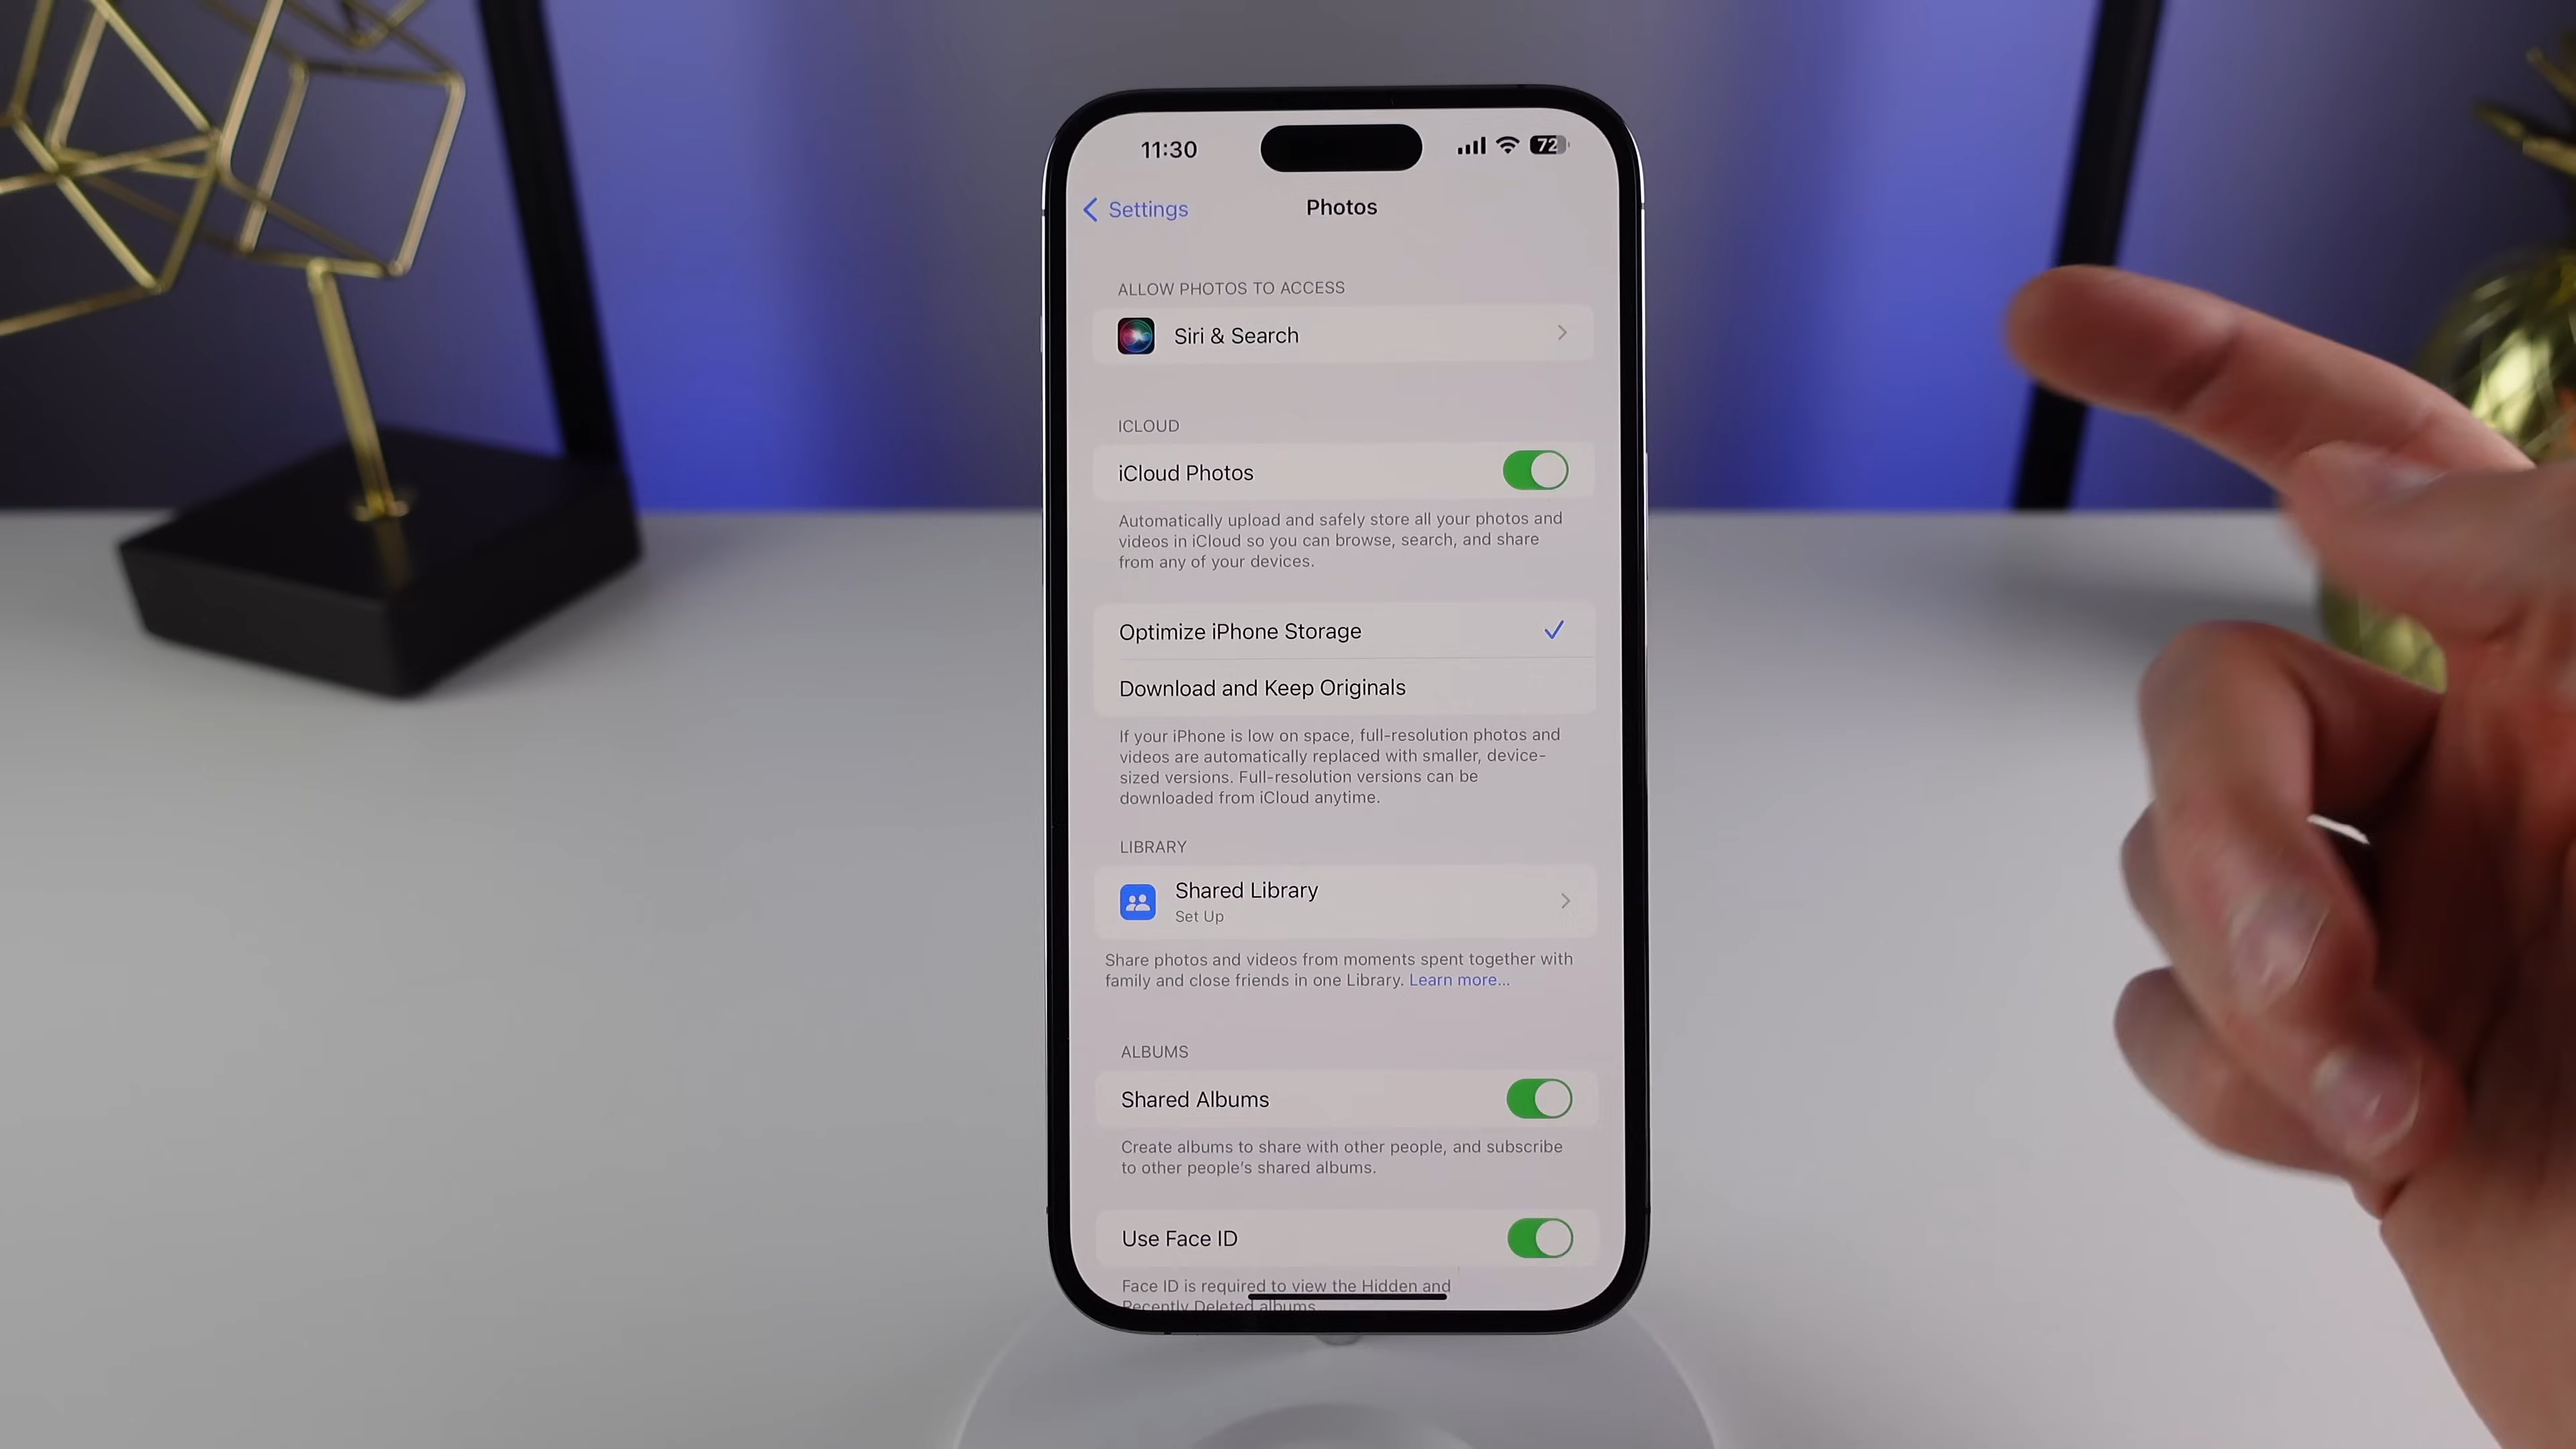 11:30
72
Settings
Photos
ALLOW PHOTOS TO ACCESS
Siri & Search
ICLOUD
iCloud Photos
Automatically upload and safely store all your photos and
videos in iCloud so you can browse, search, and share
from any of your devices.
Optimize iPhone Storage
Download and Keep Originals
If your iPhone is low on space, full-resolution photos and
videos are automatically replaced with smaller, device-
sized versions. Full-resolution versions can be
downloaded from iCloud anytime.
LIBRARY
Shared Library
Set Up
Share photos and videos from moments spent together with
family and close friends in one Library. Learn more...
ALBUMS
Shared Albums
Create albums to share with other people, and subscribe
to other people's shared albums.
Use Face ID
Face ID is required to view the Hidden and
Recently Deleted albums.